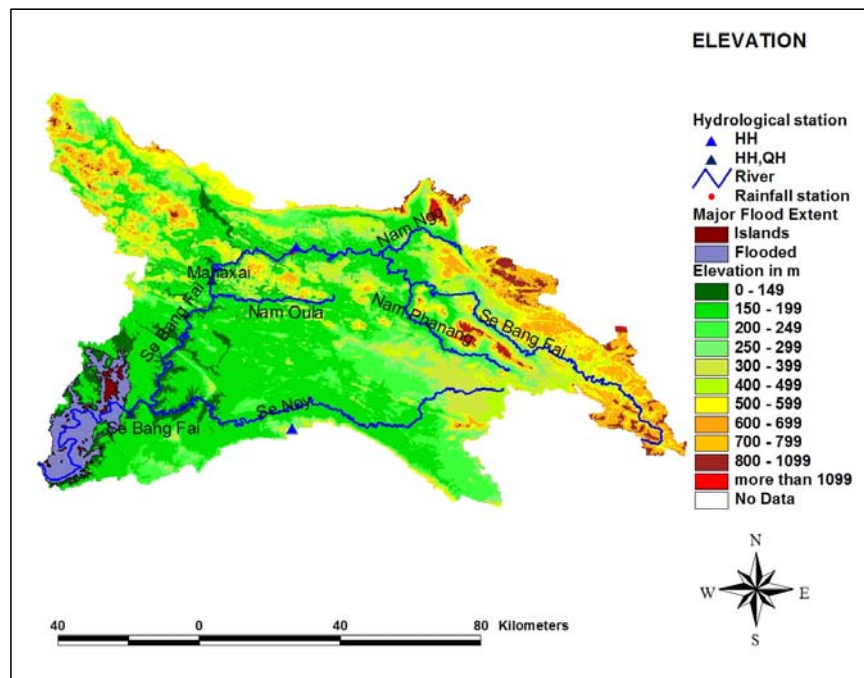 ELEVATION
Hydrological station
HH
HH,QH
River
Rainfall station
Major Flood Extent
Islands
Flooded
Elevation in m
0 - 149
150 - 199
200 - 249
250 - 299
300 - 399
400 - 499
500 - 599
600 - 699
700 - 799
800 - 1099
more than 1099
No Data
Nam Ngo
Mahaxai
Se Bang Fai
Nam Oula
Nam Phanang
Se Bang Fai
Se Noy
Se Bang Fai
N
W E
S
40 0 40 80 Kilometers